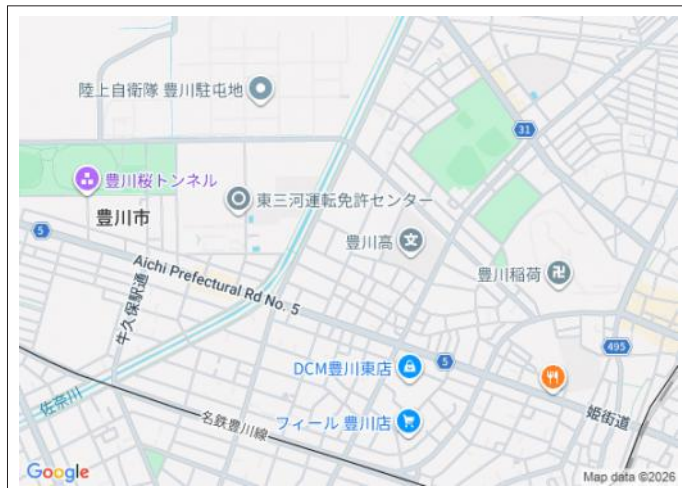 陸上自衛隊 豊川駐屯地
31
豊川桜トンネル
東三河運転免許センター
豊川市
5
豊川高
文
Aichi Prefectural Rd No. 5
豊川稲荷
卍
牛久保駅通
495
DCM豊川東店
5
佐奈川
姫街道
名鉄豊川線
フィール 豊川店
Google
Map data ©2026